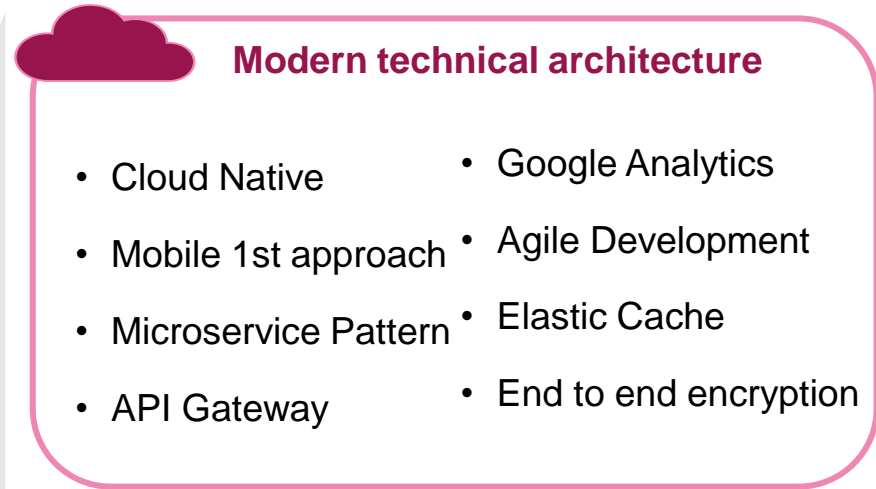 Modern technical architecture
• Cloud Native
• Mobile 1st approach
• Microservice Pattern
• API Gateway
• Google Analytics
• Agile Development
• Elastic Cache
• End to end encryption